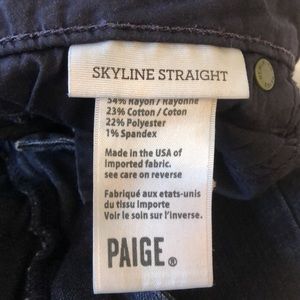 SKYLINE STRAIGHT
54% Rayon / Rayonne
23% Cotton / Coton
22% Polyester
1% Spandex
Made in the USA of
imported fabric.
see care on reverse
Fabriqué aux etats-unis
du tissu importe
Voir le soin sur l'inverse.
PAIGE®